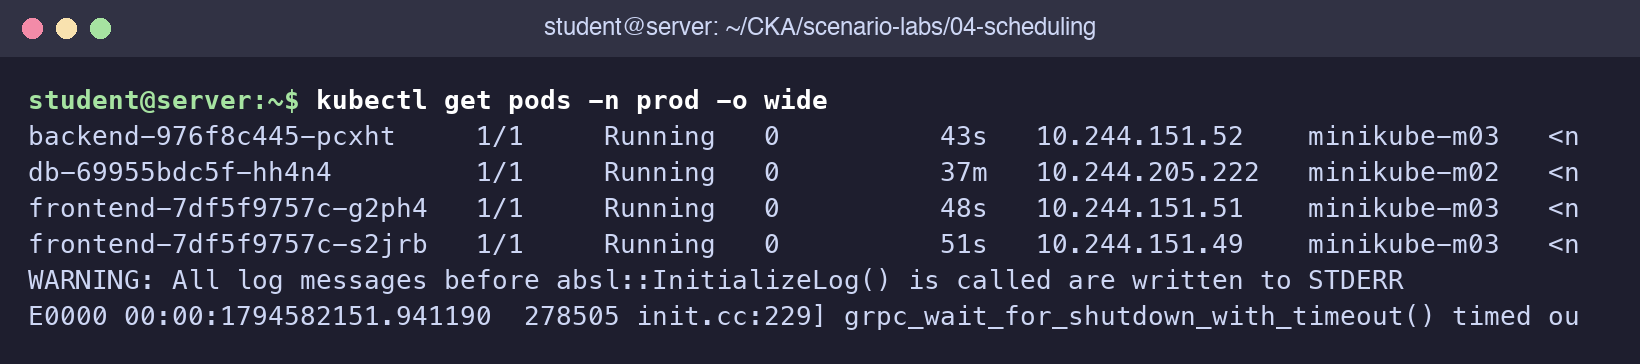 student@server: ~/CKA/scenario-labs/04-scheduling
student@server:~$ kubectl get pods -n prod -o wide
backend-976f8c445-pcxht     1/1     Running   0          43s   10.244.151.52    minikube-m03   <n
db-69955bdc5f-hh4n4         1/1     Running   0          37m   10.244.205.222   minikube-m02   <n
frontend-7df5f9757c-g2ph4   1/1     Running   0          48s   10.244.151.51    minikube-m03   <n
frontend-7df5f9757c-s2jrb   1/1     Running   0          51s   10.244.151.49    minikube-m03   <n
WARNING: All log messages before absl::InitializeLog() is called are written to STDERR
E0000 00:00:1794582151.941190  278505 init.cc:229] grpc_wait_for_shutdown_with_timeout() timed ou